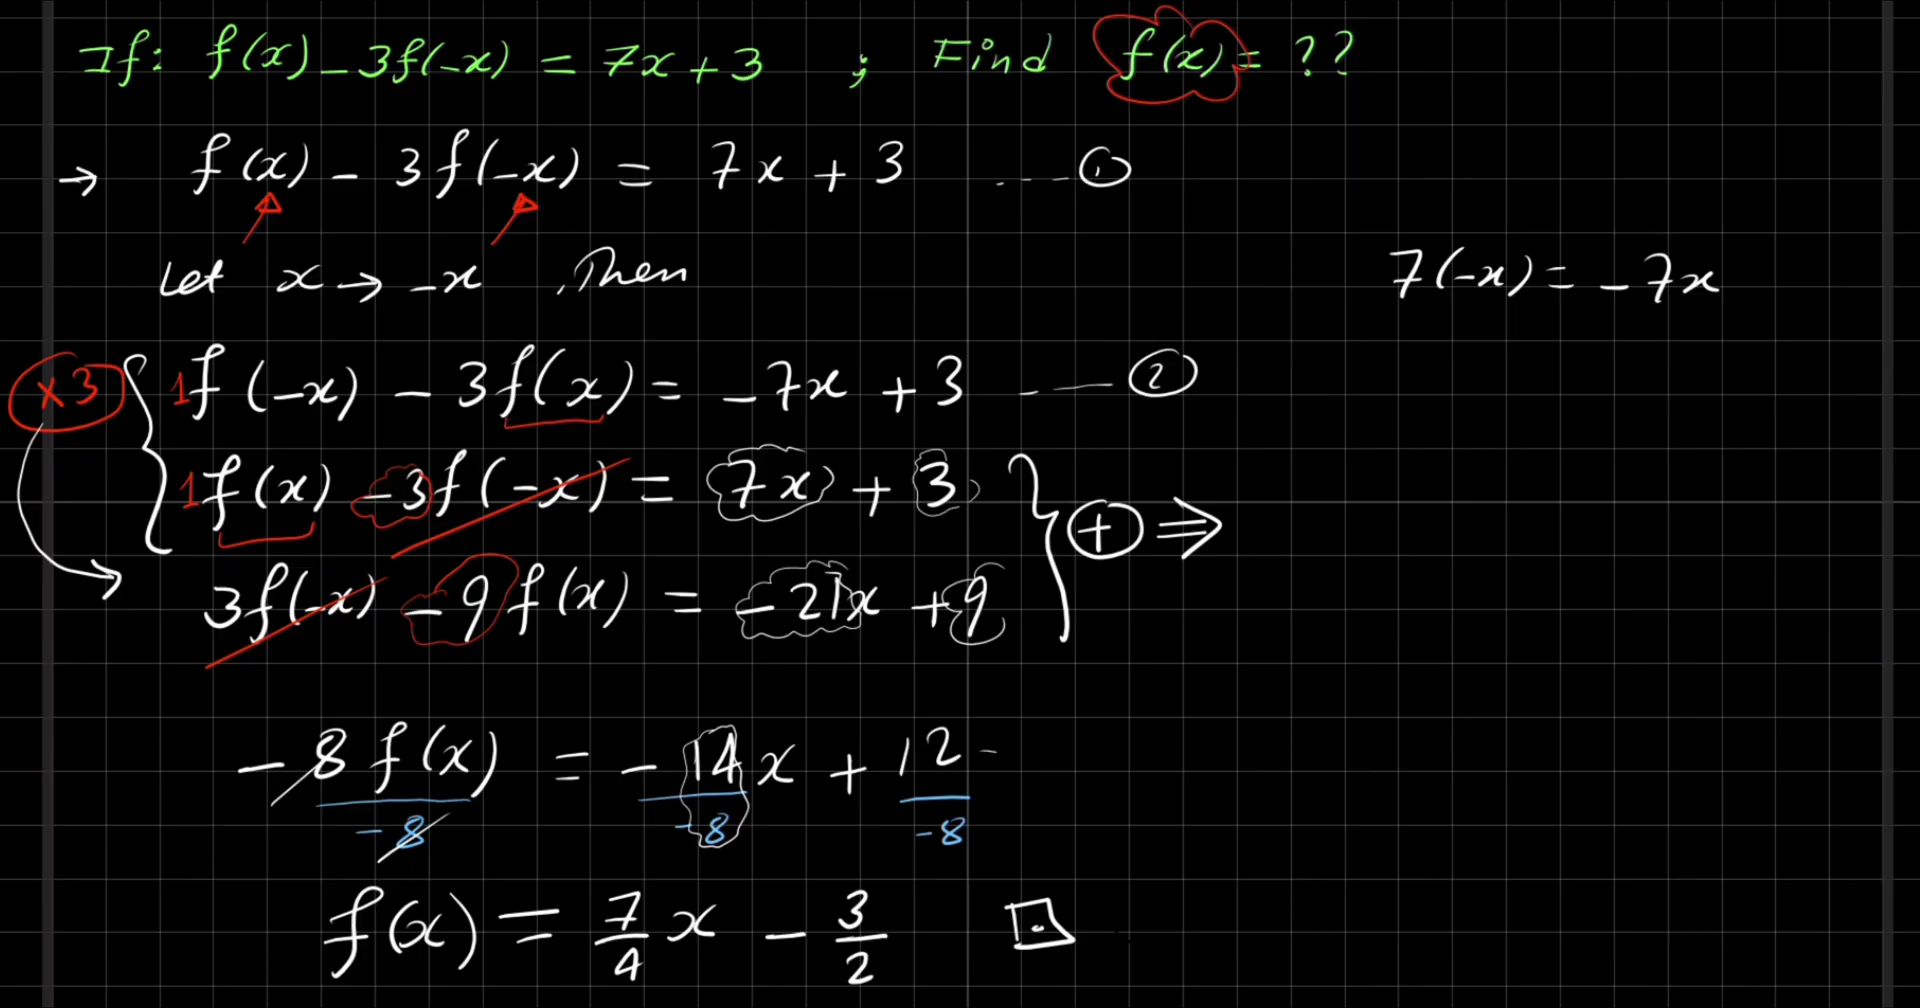 If: f(x) - 3f(-x) = 7x + 3 ; Find f(x) = ??
→ f(x) - 3f(-x) = 7x + 3 ---- ①
Let x → -x , Then
7(-x) = -7x
×3 1f(-x) - 3f(x) = -7x + 3 ---- ②
1f(x) - 3f(-x) = 7x + 3
⊕ ⇒
3f(-x) - 9f(x) = -21x + 9
-8f(x)/-8 = -14x/-8 + 12/-8
f(x) = 7/4 x - 3/2